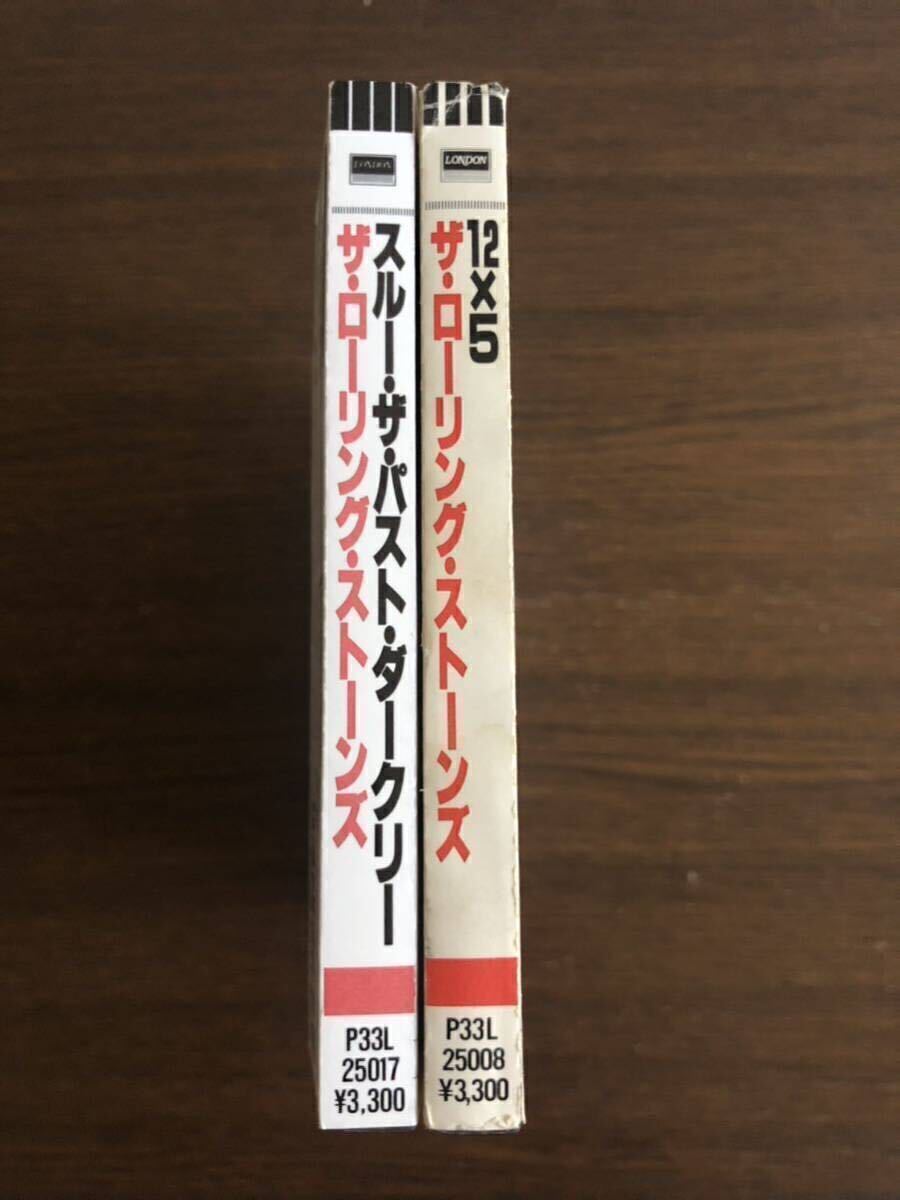 LONDON
スルー・ザ・パスト・ダークリー
ザ・ローリング・ストーンズ
P33L
25017
¥3,300
LONDON
12×5
ザ・ローリング・ストーンズ
P33L
25008
¥3,300